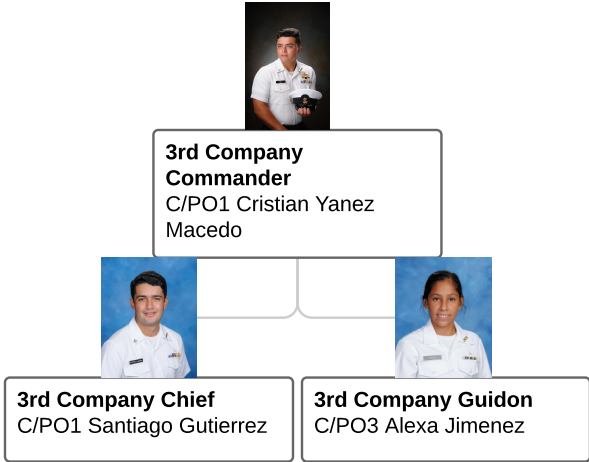 3rd Company
Commander
C/PO1 Cristian Yanez
Macedo
3rd Company Chief
C/PO1 Santiago Gutierrez
3rd Company Guidon
C/PO3 Alexa Jimenez